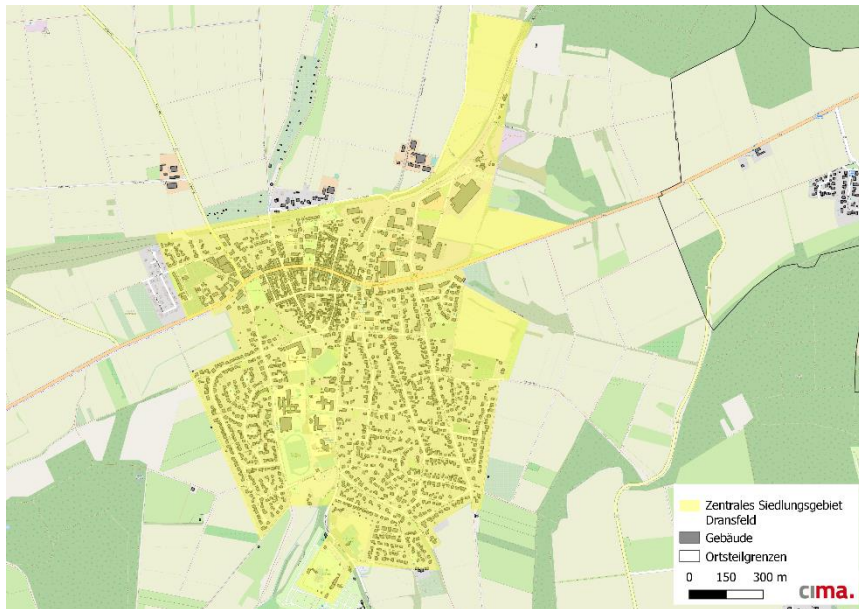 Zentrales Siedlungsgebiet
Dransfeld
Gebäude
Ortsteilgrenzen
0 150 300 m
cima.